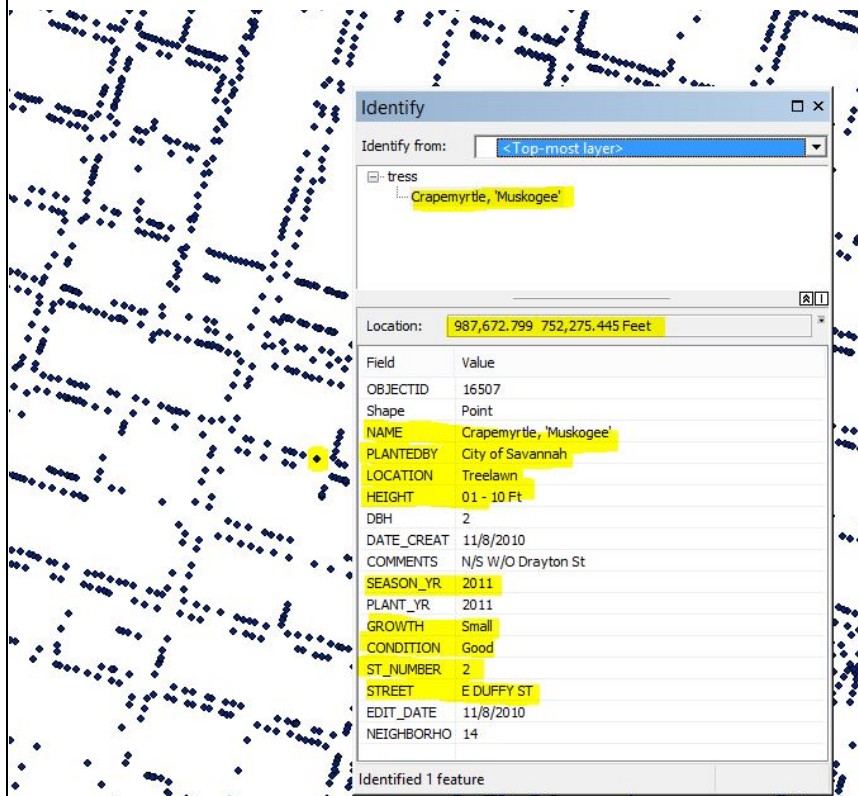 Identify
Identify from: <Top-most layer>
tress
Crapemyrtle, 'Muskogee'
Location: 987,672.799 752,275.445 Feet
Field Value
OBJECTID 16507
Shape Point
NAME Crapemyrtle, 'Muskogee'
PLANTEDBY City of Savannah
LOCATION Treelawn
HEIGHT 01 - 10 Ft
DBH 2
DATE_CREAT 11/8/2010
COMMENTS N/S W/O Drayton St
SEASON_YR 2011
PLANT_YR 2011
GROWTH Small
CONDITION Good
ST_NUMBER 2
STREET E DUFFY ST
EDIT_DATE 11/8/2010
NEIGHBORHO 14
Identified 1 feature